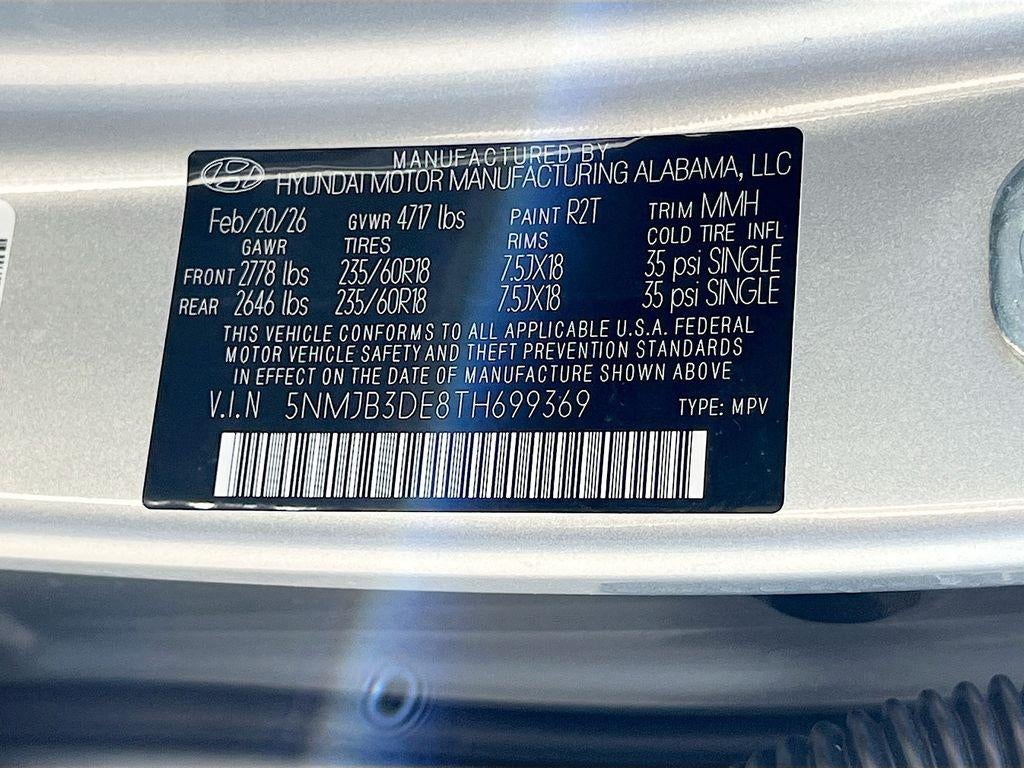 MANUFACTURED BY
HYUNDAI MOTOR MANUFACTURING ALABAMA, LLC
Feb/20/26 GVWR 4717 lbs PAINT R2T TRIM MMH
GAWR TIRES RIMS COLD TIRE INFL
FRONT 2778 lbs 235/60R18 7.5JX18 35 psi SINGLE
REAR 2646 lbs 235/60R18 7.5JX18 35 psi SINGLE
THIS VEHICLE CONFORMS TO ALL APPLICABLE U.S.A. FEDERAL
MOTOR VEHICLE SAFETY AND THEFT PREVENTION STANDARDS
IN EFFECT ON THE DATE OF MANUFACTURE SHOWN ABOVE
V.I.N 5NMJB3DE8TH699369 TYPE: MPV